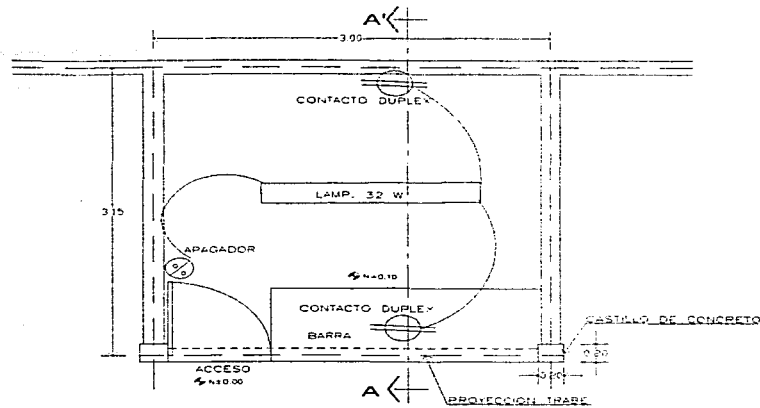 A'
3.00
CONTACTO DUPLEX
LAMP. 32 W
3.15
APAGADOR
N±0.10
CONTACTO DUPLEX
BARRA
CASTILLO DE CONCRETO
0.20
0.20
ACCESO
N±0.00
A
PROYECCION TRABE